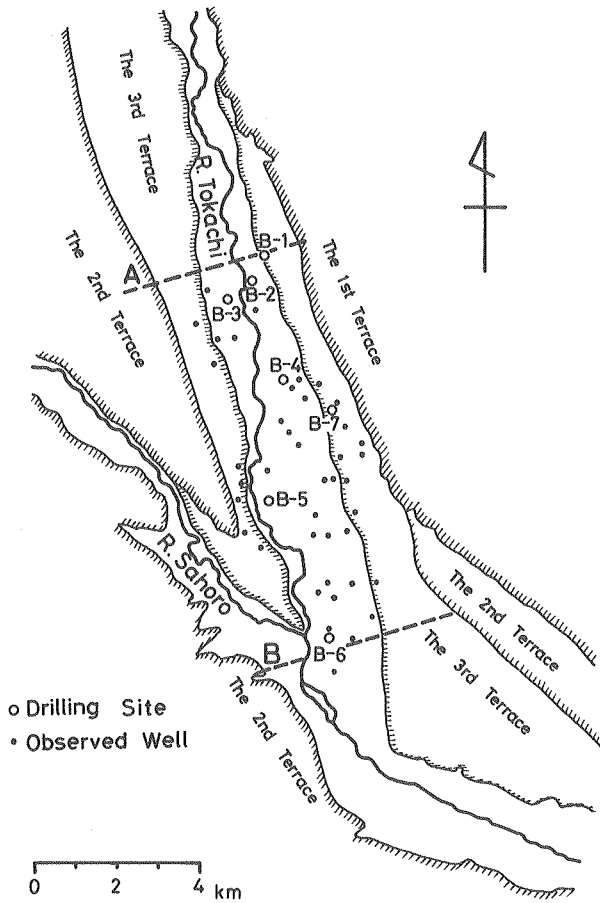 The 3rd Terrace
R. Tokachi
B-1
A
The 2nd Terrace
B-2
B-3
The 1st Terrace
B-4
B-7
B-5
R. Sahoro
The 2nd Terrace
B
B-6
The 3rd Terrace
The 2nd Terrace
Drilling Site
Observed Well
0 2 4 km